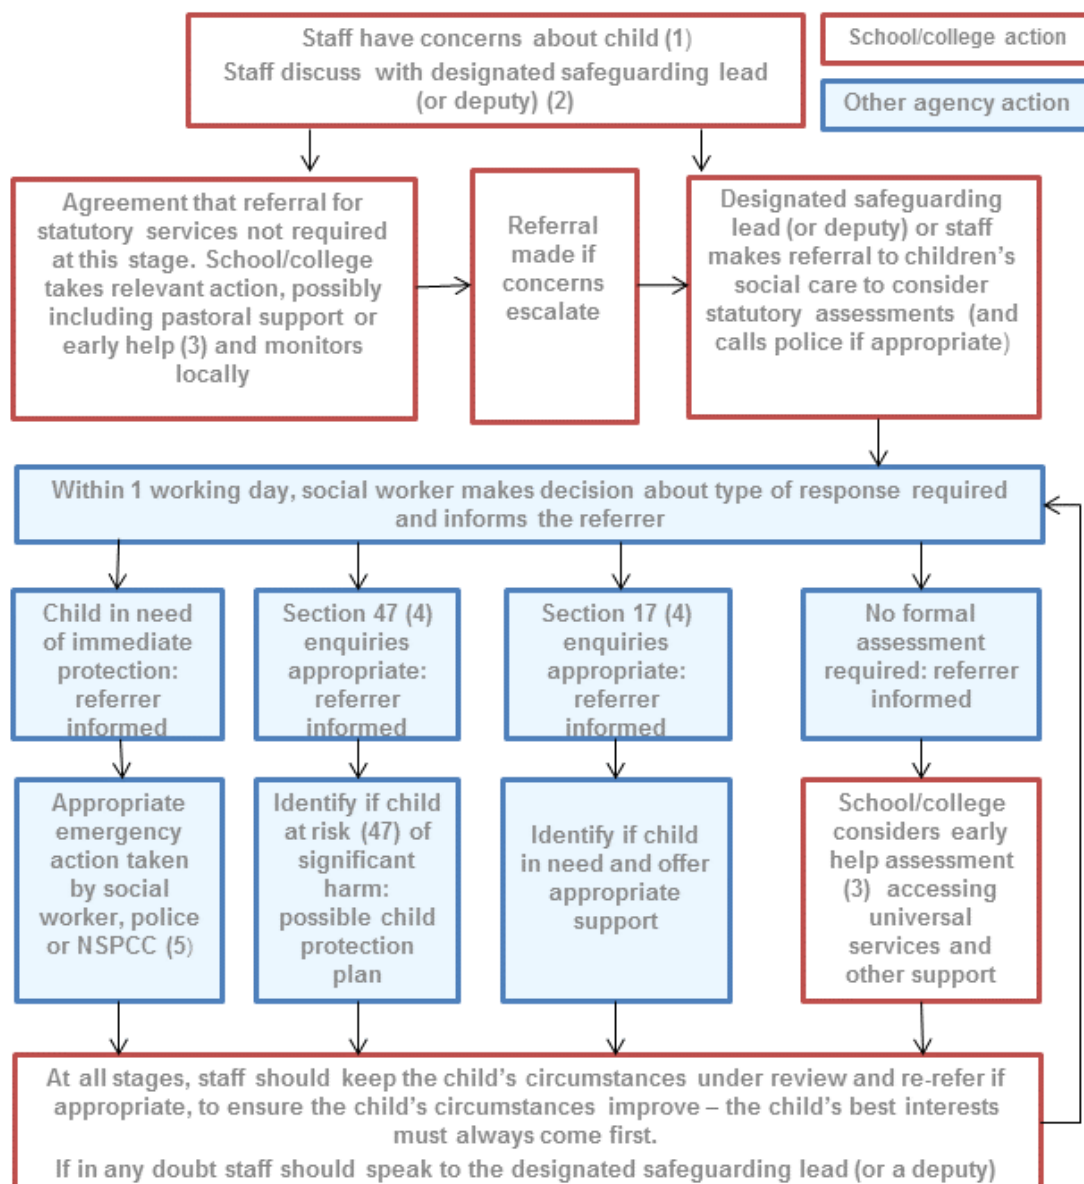 Staff have concerns about child (1)
Staff discuss with designated safeguarding lead
(or deputy) (2)
School/college action
Other agency action
Agreement that referral for
statutory services not required
at this stage. School/college
takes relevant action, possibly
including pastoral support or
early help (3) and monitors
locally
Referral
made if
concerns
escalate
Designated safeguarding
lead (or deputy) or staff
makes referral to children's
social care to consider
statutory assessments (and
calls police if appropriate)
Within 1 working day, social worker makes decision about type of response required
and informs the referrer
Child in need
of immediate
protection:
referrer
informed
Section 47 (4)
enquiries
appropriate:
referrer
informed
Section 17 (4)
enquiries
appropriate:
referrer
informed
No formal
assessment
required: referrer
informed
Appropriate
emergency
action taken
by social
worker, police
or NSPCC (5)
Identify if child
at risk (47) of
significant
harm:
possible child
protection
plan
Identify if child
in need and offer
appropriate
support
School/college
considers early
help assessment
(3) accessing
universal
services and
other support
At all stages, staff should keep the child's circumstances under review and re-refer if
appropriate, to ensure the child's circumstances improve – the child's best interests
must always come first.
If in any doubt staff should speak to the designated safeguarding lead (or a deputy)